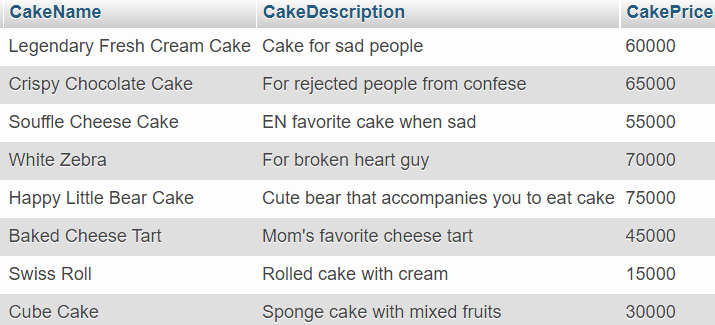 CakeName CakeDescription CakePrice
Legendary Fresh Cream Cake Cake for sad people 60000
Crispy Chocolate Cake For rejected people from confese 65000
Souffle Cheese Cake EN favorite cake when sad 55000
White Zebra For broken heart guy 70000
Happy Little Bear Cake Cute bear that accompanies you to eat cake 75000
Baked Cheese Tart Mom's favorite cheese tart 45000
Swiss Roll Rolled cake with cream 15000
Cube Cake Sponge cake with mixed fruits 30000